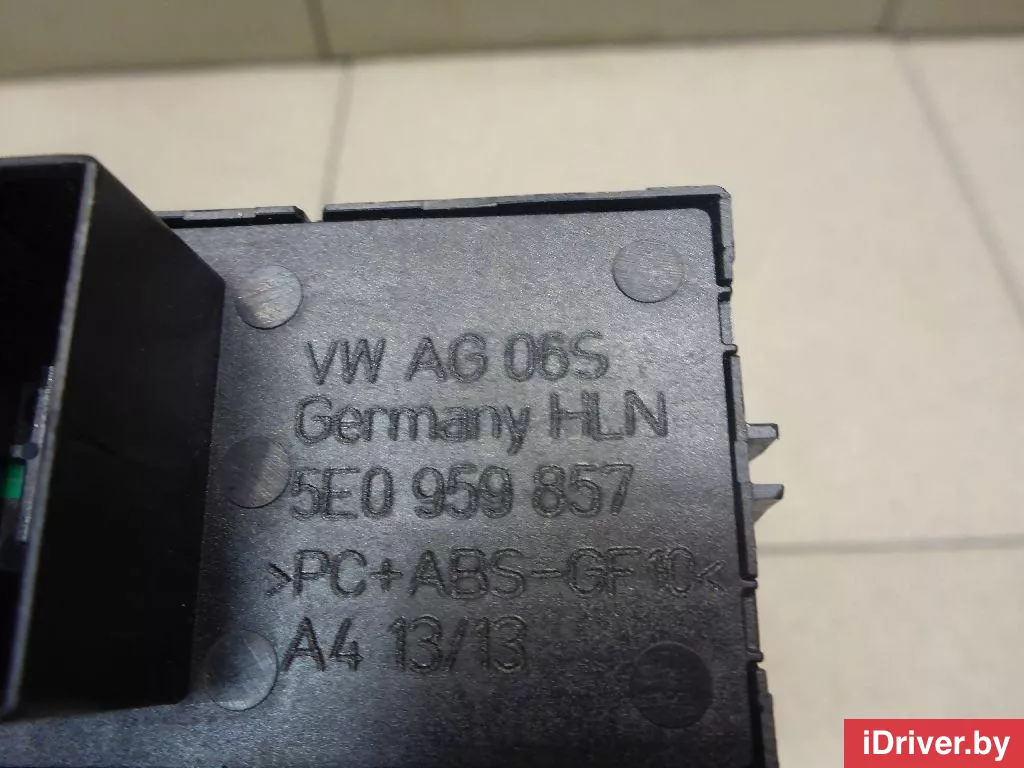 VW AG 06S
Germany HLN
5E0 959 857
>PC+ABS-GF10<
A4 13/13
iDriver.by